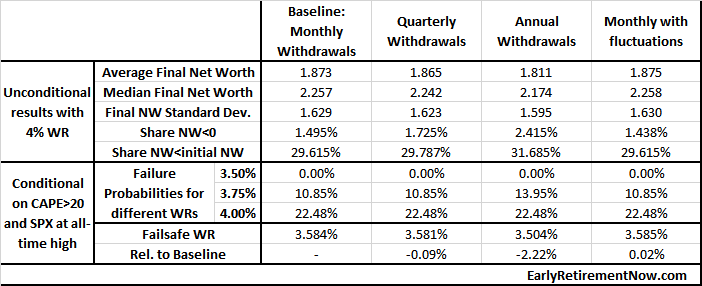 Baseline: Monthly Withdrawals Quarterly Withdrawals Annual Withdrawals Monthly with fluctuations
Unconditional results with 4% WR
Average Final Net Worth 1.873 1.865 1.811 1.875
Median Final Net Worth 2.257 2.242 2.174 2.258
Final NW Standard Dev. 1.629 1.623 1.595 1.630
Share NW<0 1.495% 1.725% 2.415% 1.438%
Share NW<initial NW 29.615% 29.787% 31.685% 29.615%
Conditional on CAPE>20 and SPX at all-time high
Failure Probabilities for different WRs
3.50% 0.00% 0.00% 0.00% 0.00%
3.75% 10.85% 10.85% 13.95% 10.85%
4.00% 22.48% 22.48% 22.48% 22.48%
Failsafe WR 3.584% 3.581% 3.504% 3.585%
Rel. to Baseline - -0.09% -2.22% 0.02%
EarlyRetirementNow.com